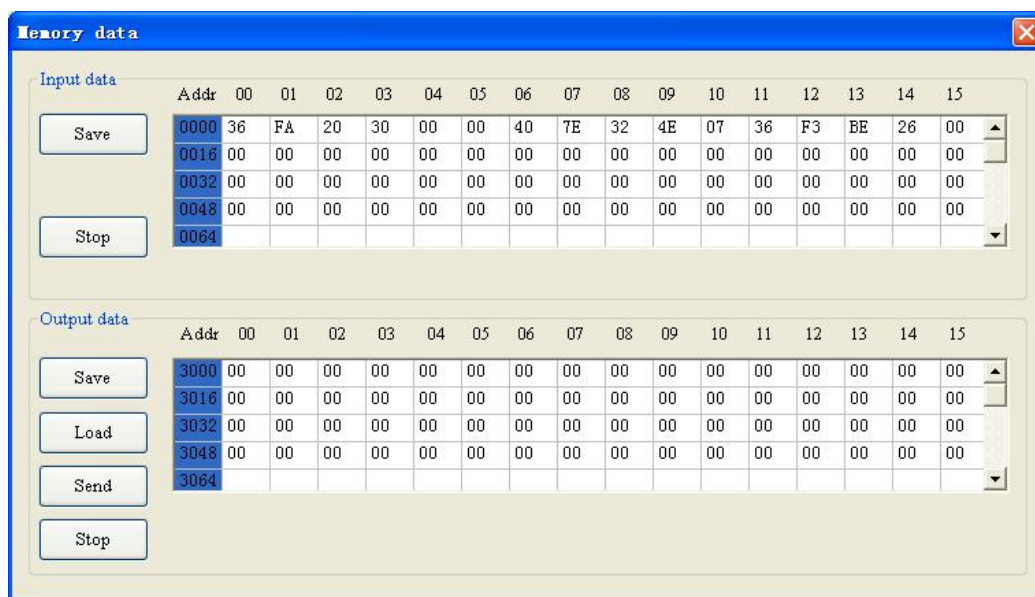 Memory data
Input data
Addr 00 01 02 03 04 05 06 07 08 09 10 11 12 13 14 15
Save
0000 36 FA 20 30 00 00 40 7E 32 4E 07 36 F3 BE 26 00
0016 00 00 00 00 00 00 00 00 00 00 00 00 00 00 00 00
0032 00 00 00 00 00 00 00 00 00 00 00 00 00 00 00 00
0048 00 00 00 00 00 00 00 00 00 00 00 00 00 00 00 00
Stop
0064
Output data
Addr 00 01 02 03 04 05 06 07 08 09 10 11 12 13 14 15
Save
3000 00 00 00 00 00 00 00 00 00 00 00 00 00 00 00 00
3016 00 00 00 00 00 00 00 00 00 00 00 00 00 00 00 00
Load
3032 00 00 00 00 00 00 00 00 00 00 00 00 00 00 00 00
3048 00 00 00 00 00 00 00 00 00 00 00 00 00 00 00 00
Send
3064
Stop